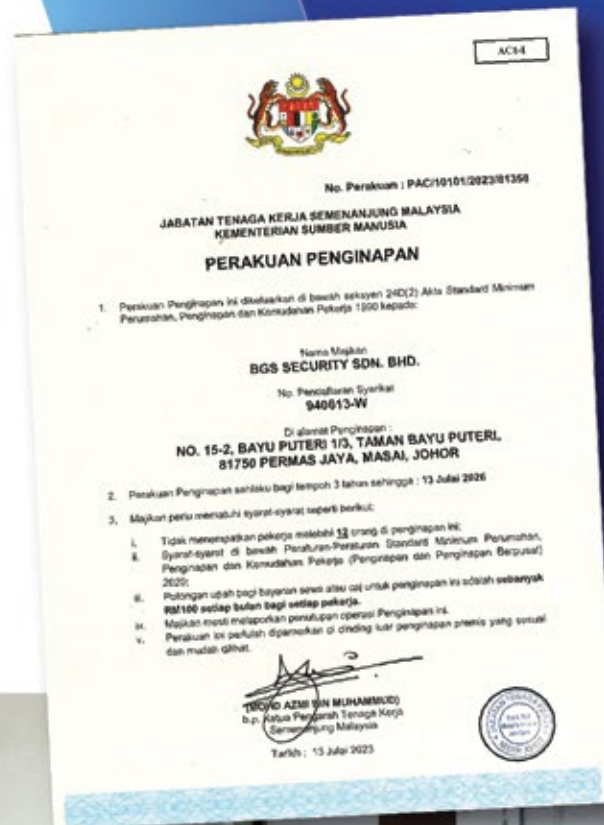 AC14
No. Perakuan : PAC/10101/2023/81358
JABATAN TENAGA KERJA SEMENANJUNG MALAYSIA
KEMENTERIAN SUMBER MANUSIA
PERAKUAN PENGINAPAN
1. Perakuan Penginapan ini dikeluarkan di bawah seksyen 24D(2) Akta Standard Minimum
Perumahan, Penginapan dan Kemudahan Pekerja 1990 kepada:
Nama Majikan
BGS SECURITY SDN. BHD.
No. Pendaftaran Syarikat
940613-W
Di alamat Penginapan :
NO. 15-2, BAYU PUTERI 1/3, TAMAN BAYU PUTERI,
81750 PERMAS JAYA, MASAI, JOHOR
2. Perakuan Penginapan sahlaku bagi tempoh 3 tahun sehingga : 13 Julai 2026
3. Majikan perlu mematuhi syarat-syarat seperti berikut:
i. Tidak menempatkan pekerja melebihi 12 orang di penginapan ini;
ii. Syarat-syarat di bawah Peraturan-Peraturan Standard Minimum Perumahan,
Penginapan dan Kemudahan Pekerja (Penginapan dan Penginapan Berpusat)
2020;
iii. Potongan upah bagi bayaran sewa atau caj untuk penginapan ini adalah sebanyak
RM100 setiap bulan bagi setiap pekerja.
iv. Majikan mesti melaporkan penutupan operasi Penginapan ini.
v. Perakuan ini perlulah dipamerkan di dinding luar penginapan premis yang sesuai
dan mudah dilihat.
(MOHD AZMI BIN MUHAMMUD)
b.p. Ketua Pengarah Tenaga Kerja
Semenanjung Malaysia
Tarikh : 13 Julai 2023